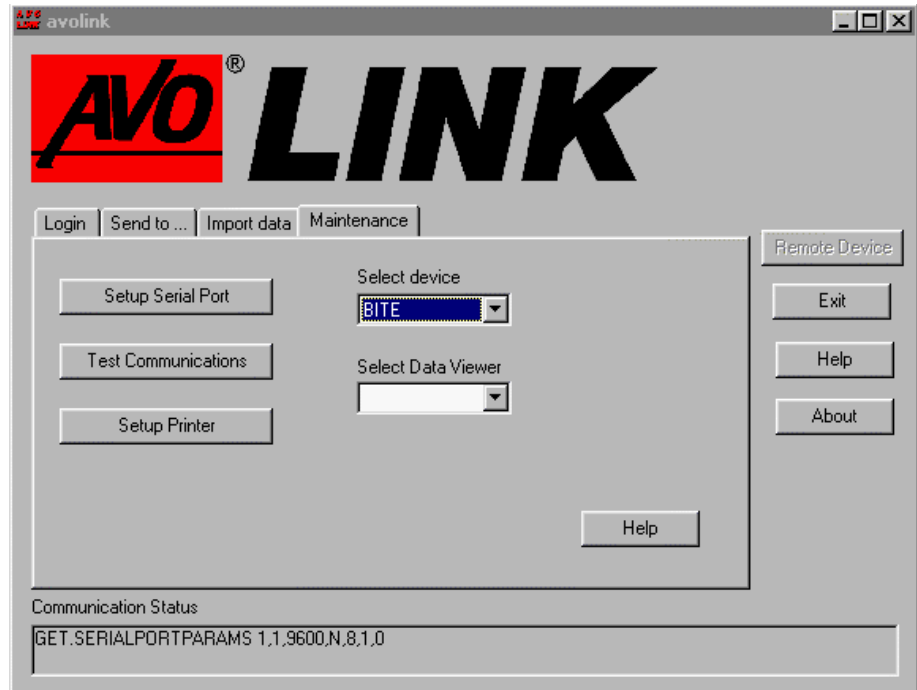 avolink
AVO® LINK
Login Send to ... Import data Maintenance
Remote Device
Setup Serial Port
Select device
BITE
Exit
Test Communications
Select Data Viewer
Help
Setup Printer
About
Help
Communication Status
GET.SERIALPORTPARAMS 1,1,9600,N,8,1,0